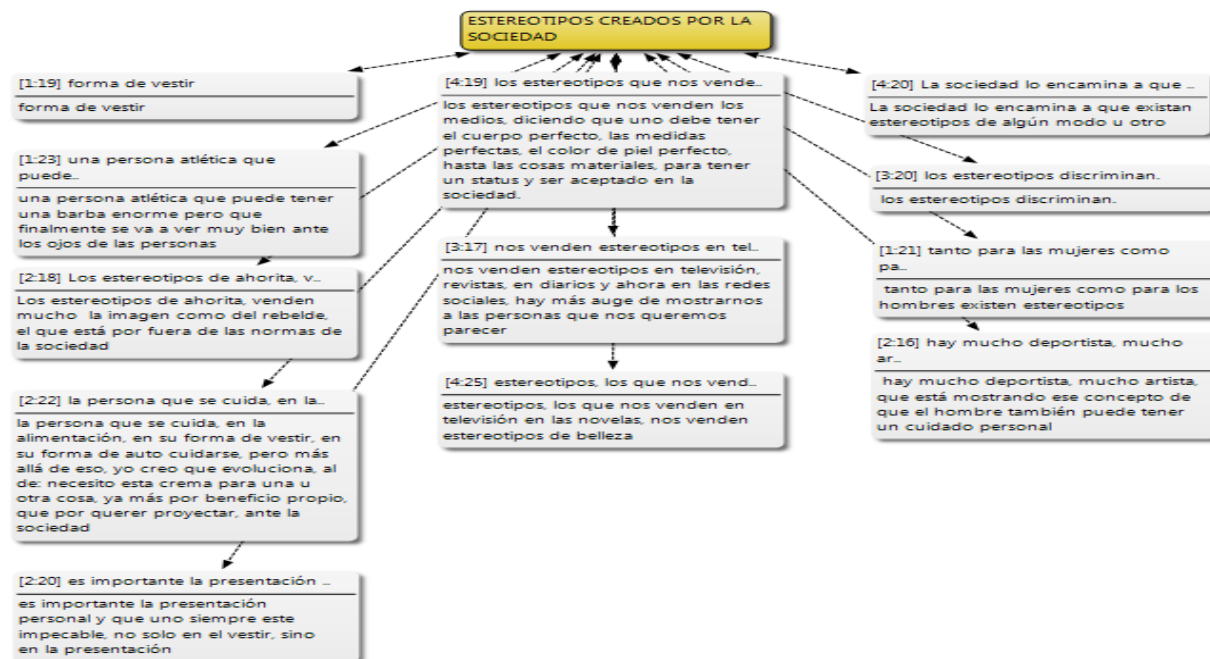 ESTEREOTIPOS CREADOS POR LA
SOCIEDAD
[1:19] forma de vestir
forma de vestir
[1:23] una persona atlética que
puede..
una persona atlética que puede tener
una barba enorme pero que
finalmente se va a ver muy bien ante
los ojos de las personas
[2:18] Los estereotipos de ahorita, v...
Los estereotipos de ahorita, venden
mucho la imagen como del rebelde,
el que está por fuera de las normas de
la sociedad
[2:22] la persona que se cuida, en la..
la persona que se cuida, en la
alimentación, en su forma de vestir, en
su forma de auto cuidarse, pero más
allá de eso, yo creo que evoluciona, al
de: necesito esta crema para una u
otra cosa, ya más por beneficio propio,
que por querer proyectar, ante la
sociedad
[2:20] es importante la presentación ..
es importante la presentación
personal y que uno siempre este
impecable, no solo en el vestir, sino
en la presentación
[4:19] los estereotipos que nos vende...
los estereotipos que nos venden los
medios, diciendo que uno debe tener
el cuerpo perfecto, las medidas
perfectas, el color de piel perfecto,
hasta las cosas materiales, para tener
un status y ser aceptado en la
sociedad.
[3:17] nos venden estereotipos en tel..
nos venden estereotipos en televisión,
revistas, en diarios y ahora en las redes
sociales, hay más auge de mostrarnos
a las personas que nos queremos
parecer
[4:25] estereotipos, los que nos vend..
estereotipos, los que nos venden en
televisión en las novelas, nos venden
estereotipos de belleza
[4:20] La sociedad lo encamina a que ..
La sociedad lo encamina a que existan
estereotipos de algún modo u otro
[3:20] los estereotipos discriminan.
los estereotipos discriminan.
[1:21] tanto para las mujeres como
pa..
tanto para las mujeres como para los
hombres existen estereotipos
[2:16] hay mucho deportista, mucho
ar..
hay mucho deportista, mucho artista,
que está mostrando ese concepto de
que el hombre también puede tener
un cuidado personal